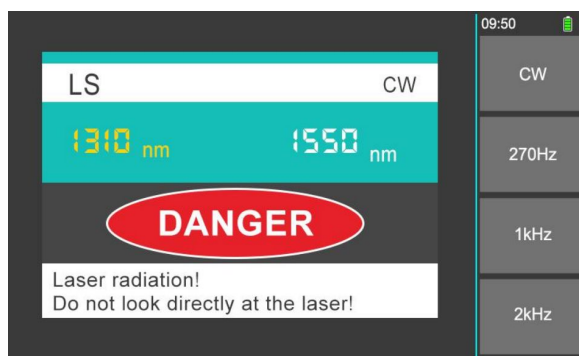 09:50
LS CW
1310 nm 1550 nm
DANGER
Laser radiation!
Do not look directly at the laser!
CW
270Hz
1kHz
2kHz